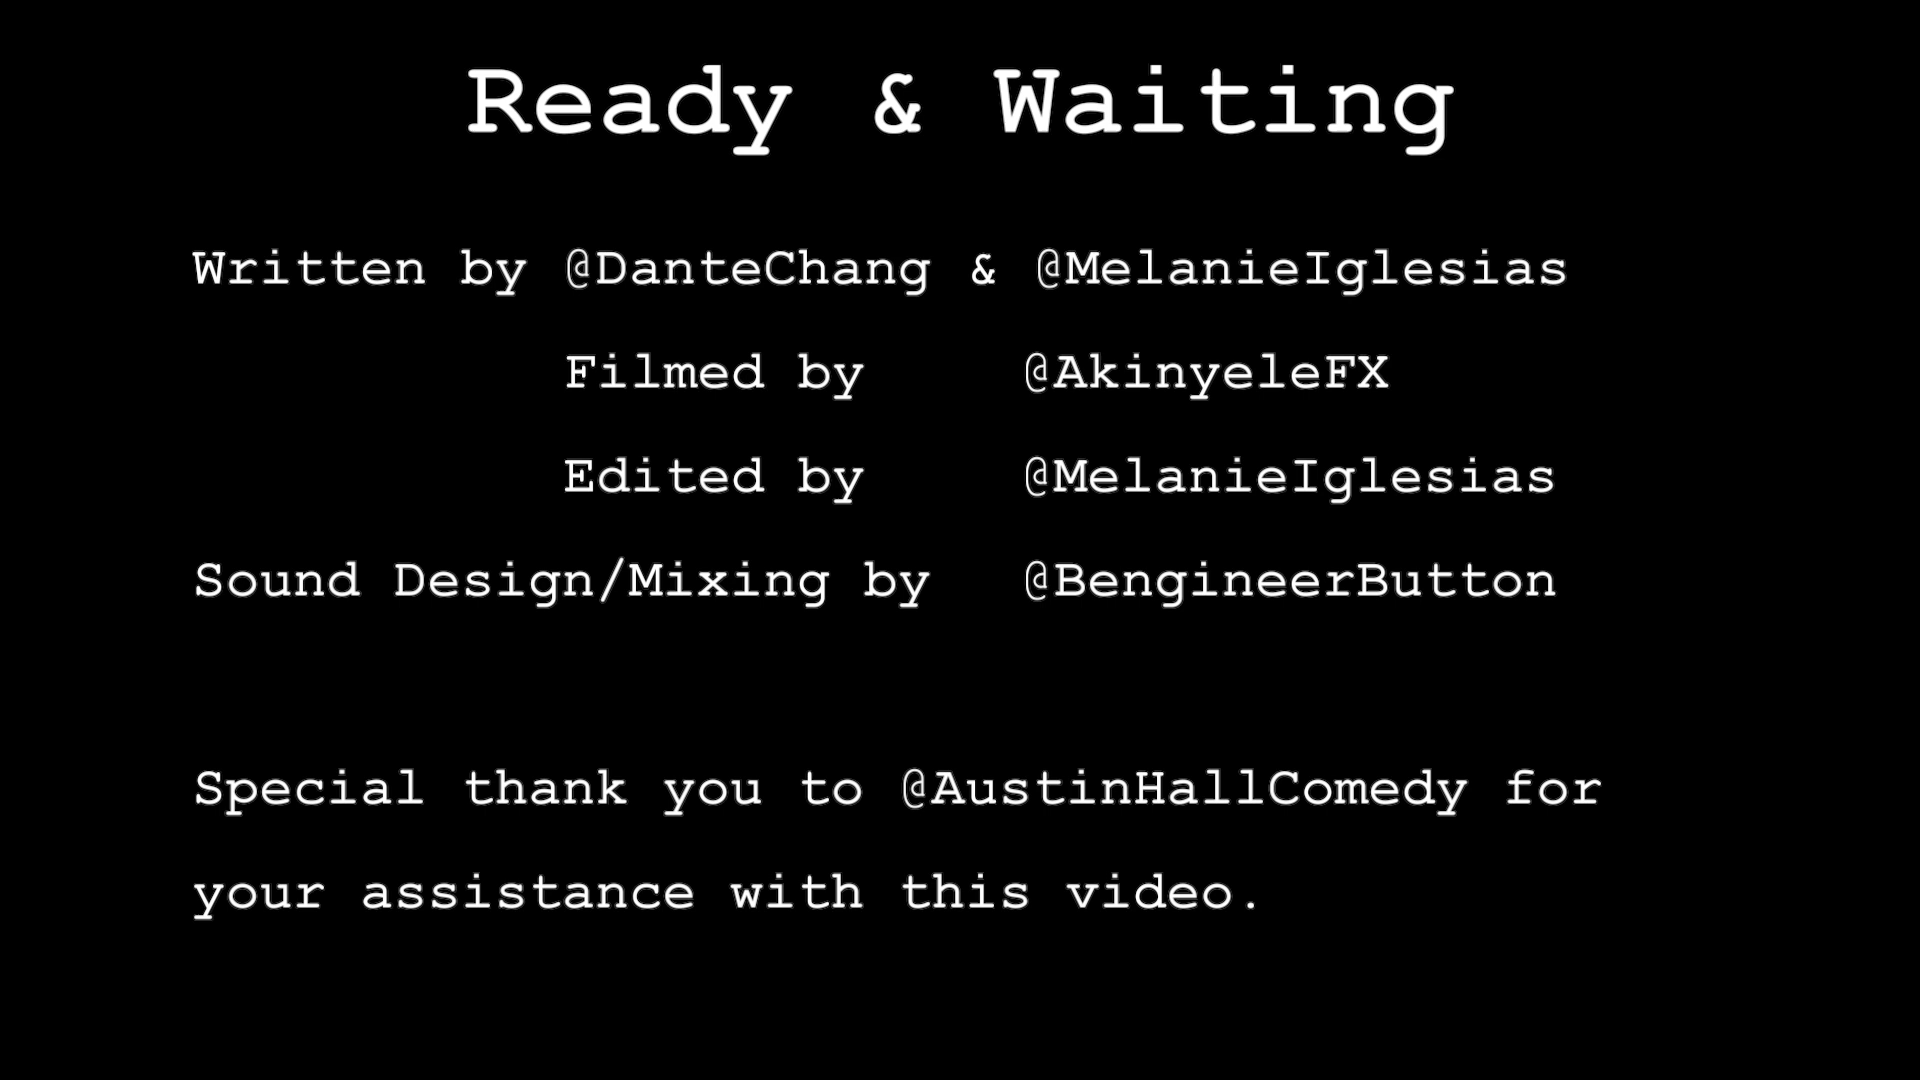 Ready & Waiting
Written by @DanteChang & @MelanieIglesias
Filmed by @AkinyeleFX
Edited by @MelanieIglesias
Sound Design/Mixing by @BengineerButton
Special thank you to @AustinHallComedy for
your assistance with this video.